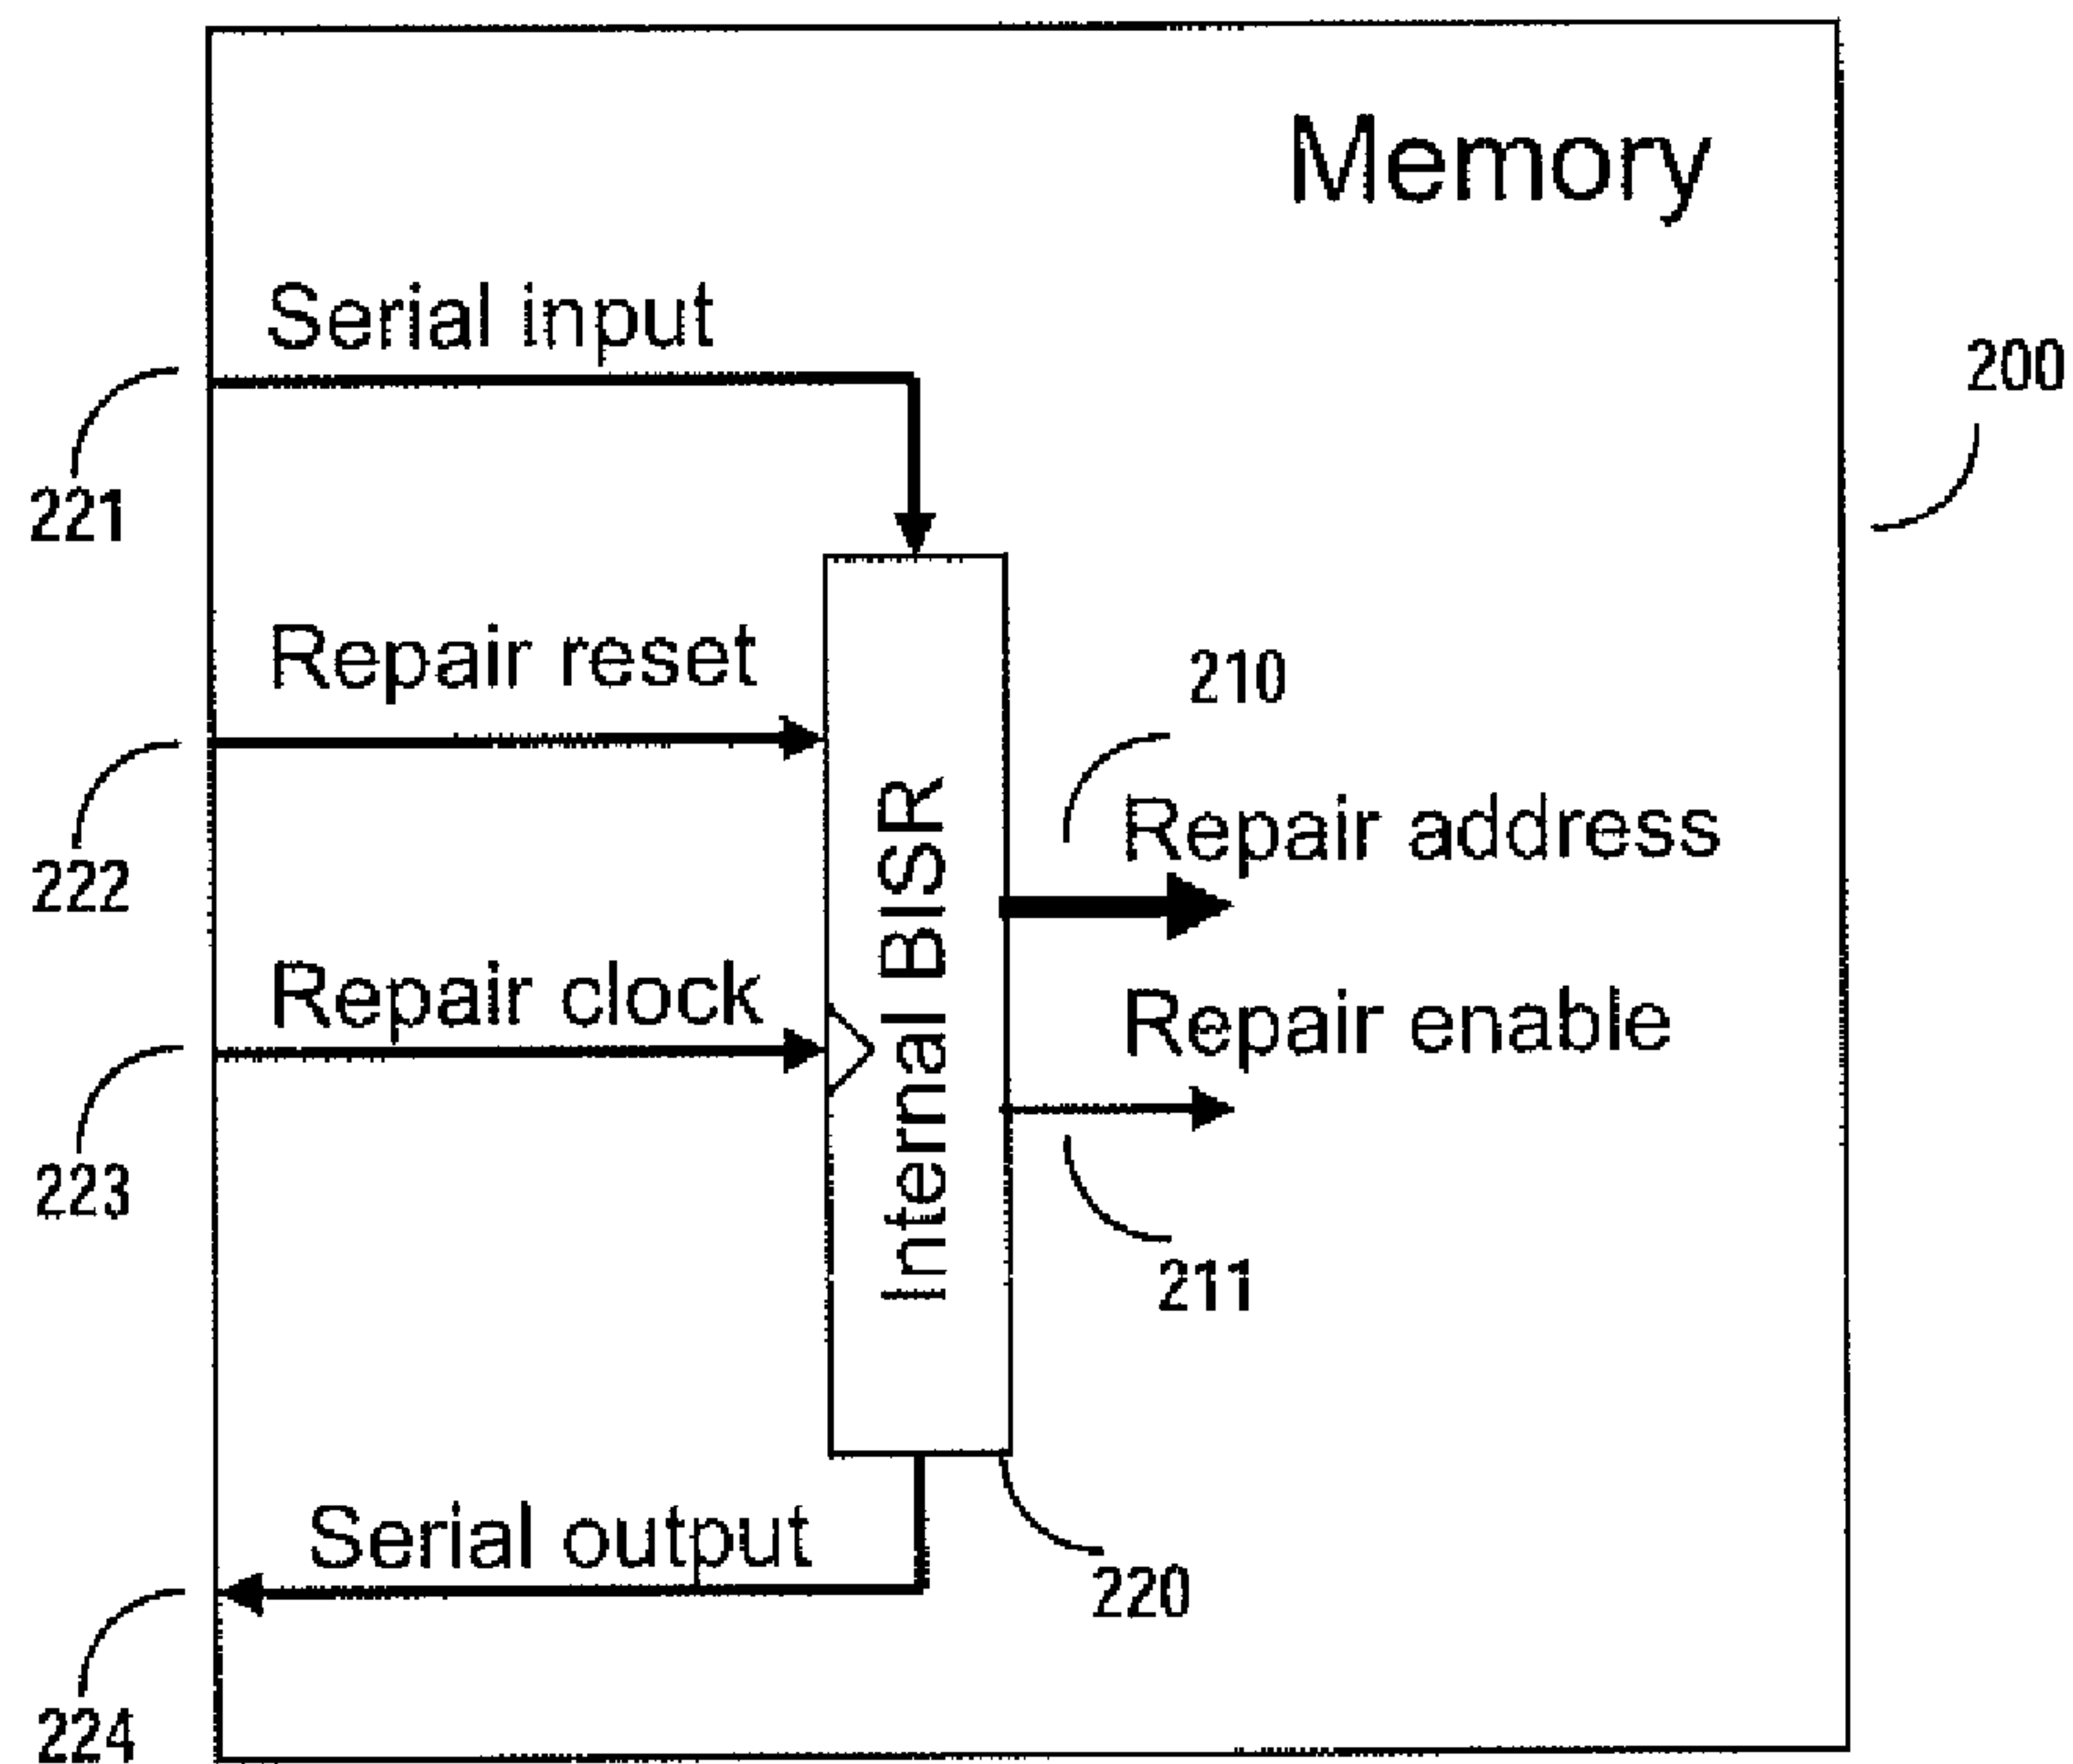 Memory
Serial input
200
221
Repair reset
210
Repair address
222
Internal BISR
Repair clock
Repair enable
223
211
Serial output
220
224